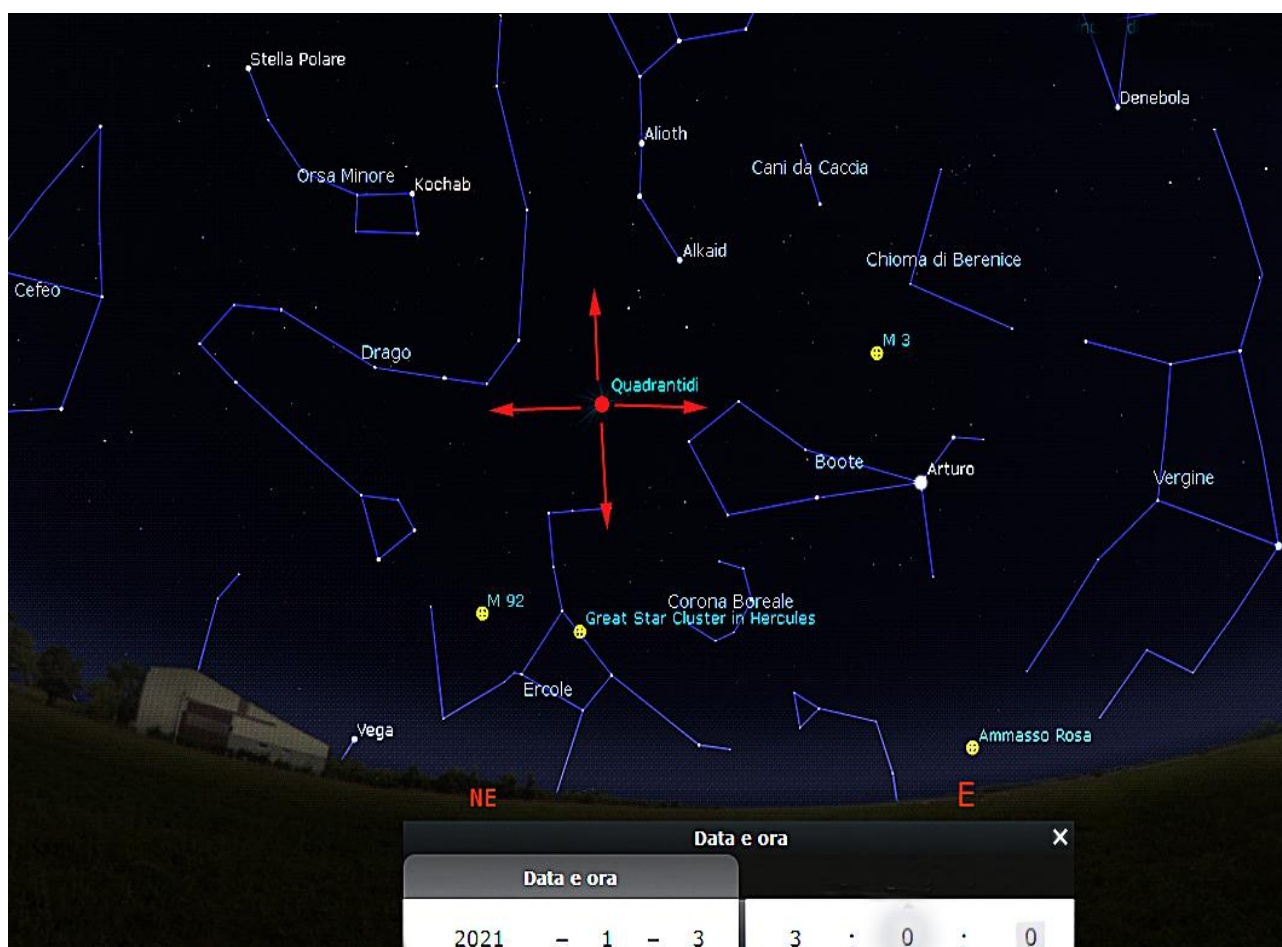 Stella Polare
Denebola
Alioth
Cani da Caccia
Orsa Minore
Kochab
Alkaid
Chioma di Berenice
Cefeo
M 3
Drago
Quadrantidi
Boote
Arturo
Vergine
M 92
Corona Boreale
Great Star Cluster in Hercules
Ercole
Vega
Ammasso Rosa
NE
E
Data e ora X
Data e ora
2021 – 1 – 3 3 : 0 : 0